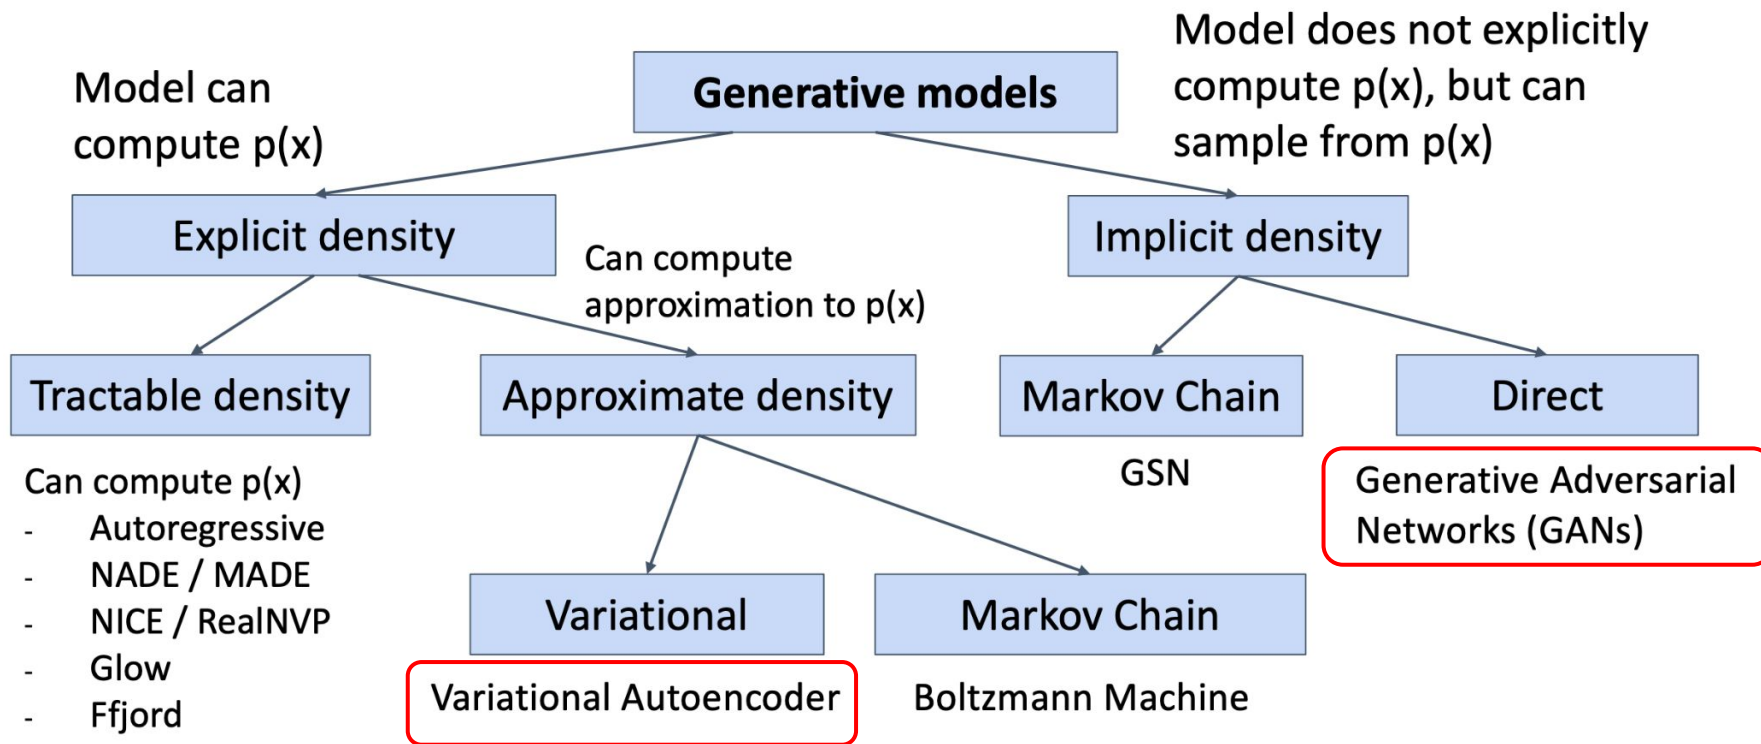 Generative models
Model can
compute p(x)
Model does not explicitly
compute p(x), but can
sample from p(x)
Explicit density
Implicit density
Can compute
approximation to p(x)
Tractable density
Approximate density
Markov Chain
Direct
Can compute p(x)
- Autoregressive
- NADE / MADE
- NICE / RealNVP
- Glow
- Ffjord
GSN
Generative Adversarial
Networks (GANs)
Variational
Markov Chain
Variational Autoencoder
Boltzmann Machine